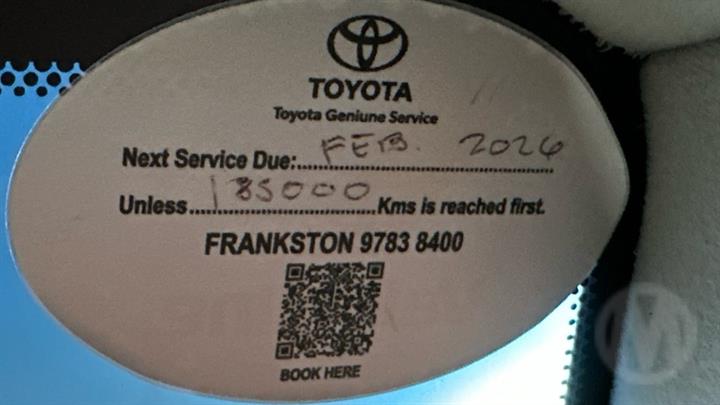 TOYOTA
Toyota Geniune Service
Next Service Due:....FEB. 2026
Unless....185000....Kms is reached first.
FRANKSTON 9783 8400
BOOK HERE